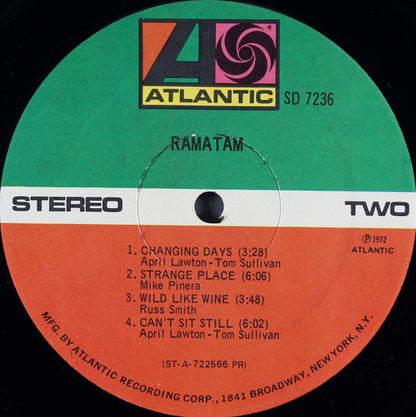 ATLANTIC
SD 7236
RAMATAM
STEREO
TWO
℗ 1972
ATLANTIC
1. CHANGING DAYS (3:28)
April Lawton-Tom Sullivan
2. STRANGE PLACE (6:06)
Mike Pinera
3. WILD LIKE WINE (3:48)
Russ Smith
4. CAN'T SIT STILL (6:02)
April Lawton-Tom Sullivan
(ST-A-722566 PR)
MFG. BY ATLANTIC RECORDING CORP., 1841 BROADWAY, NEW YORK, N.Y.